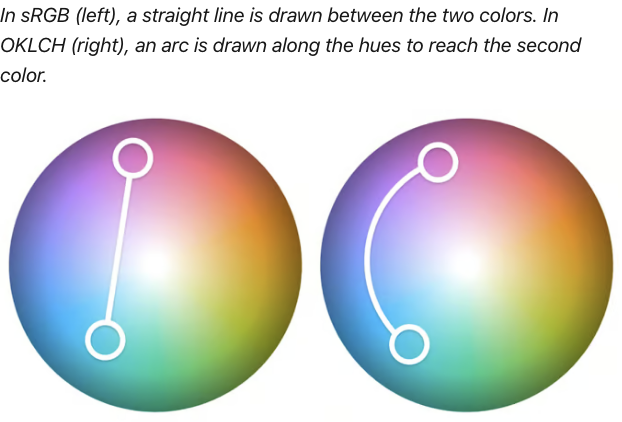 In sRGB (left), a straight line is drawn between the two colors. In
OKLCH (right), an arc is drawn along the hues to reach the second
color.